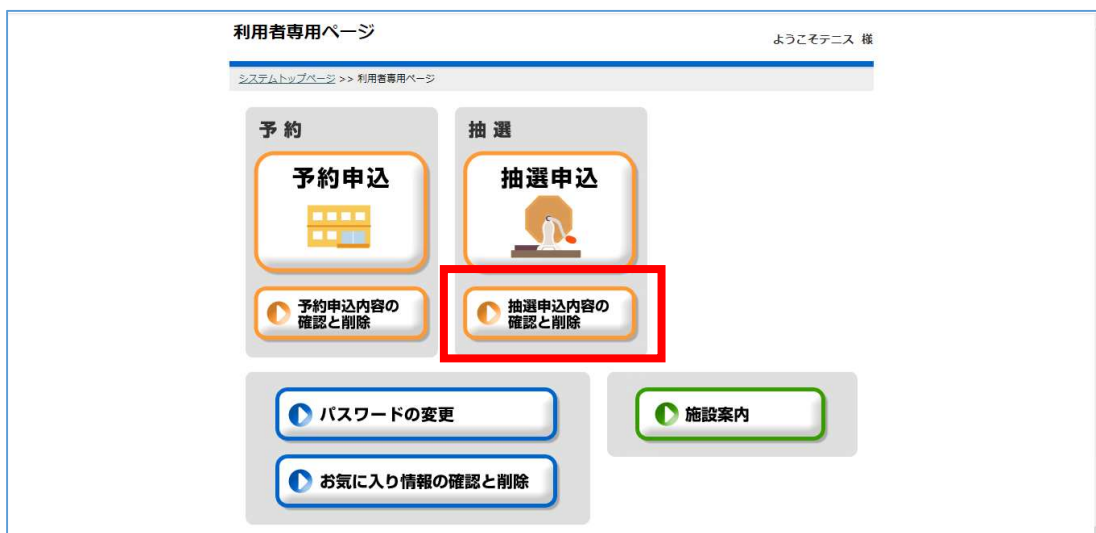 利用者専用ページ
ようこそテニス 様
システムトップページ >> 利用者専用ページ
予約
抽選
予約申込
抽選申込
予約申込内容の
確認と削除
抽選申込内容の
確認と削除
パスワードの変更
施設案内
お気に入り情報の確認と削除